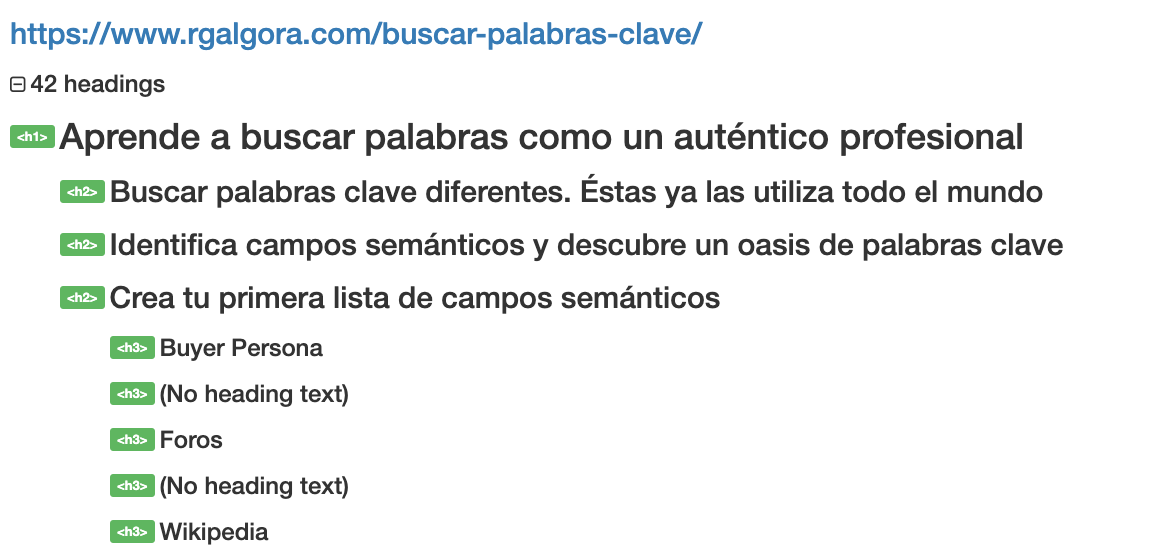 https://www.rgalgora.com/buscar-palabras-clave/
42 headings
<h1> Aprende a buscar palabras como un auténtico profesional
<h2> Buscar palabras clave diferentes. Éstas ya las utiliza todo el mundo
<h2> Identifica campos semánticos y descubre un oasis de palabras clave
<h2> Crea tu primera lista de campos semánticos
<h3> Buyer Persona
<h3> (No heading text)
<h3> Foros
<h3> (No heading text)
<h3> Wikipedia